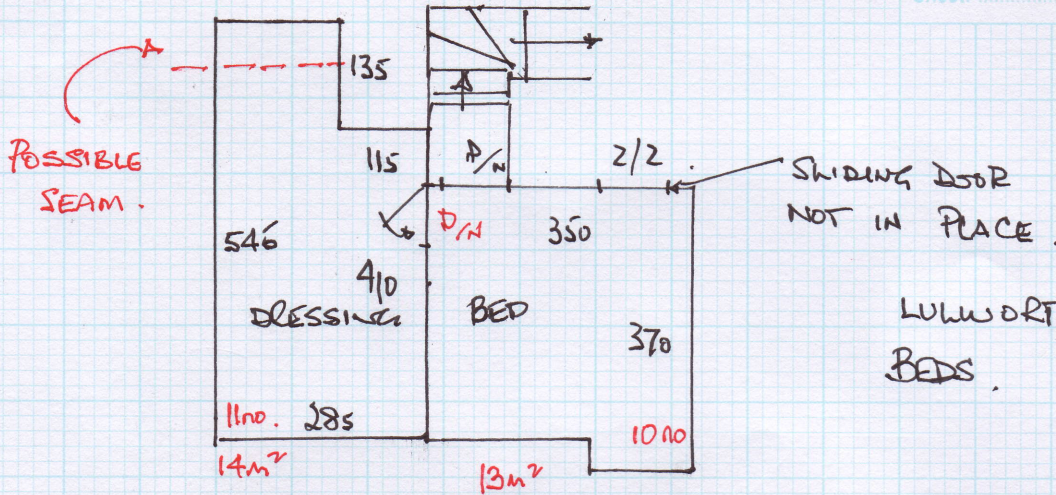 A
135
POSSIBLE
SEAM.
115
D/N
2/2
SLIDING DOOR
NOT IN PLACE.
D/N
350
546
410
DRESSING
BED
370
LULWORT
BEDS.
11no.
285
10no
14m²
13m²